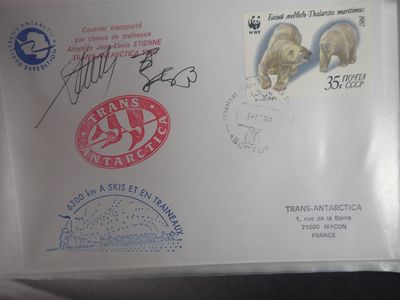 Courrier transporté
par chiens de traîneaux
Attelage Jean-Louis ETIENNE
TRANS-ANTARCTICA
TRANS
ANTARCTICA
6300 km A SKIS ET EN TRAINEAUX
Белый медведь • Thalarctos maritimus
1987
WWF
35к
ПОЧТА
СССР
TRANS-ANTARCTICA
1, rue de la Barre
71000 MACON
FRANCE